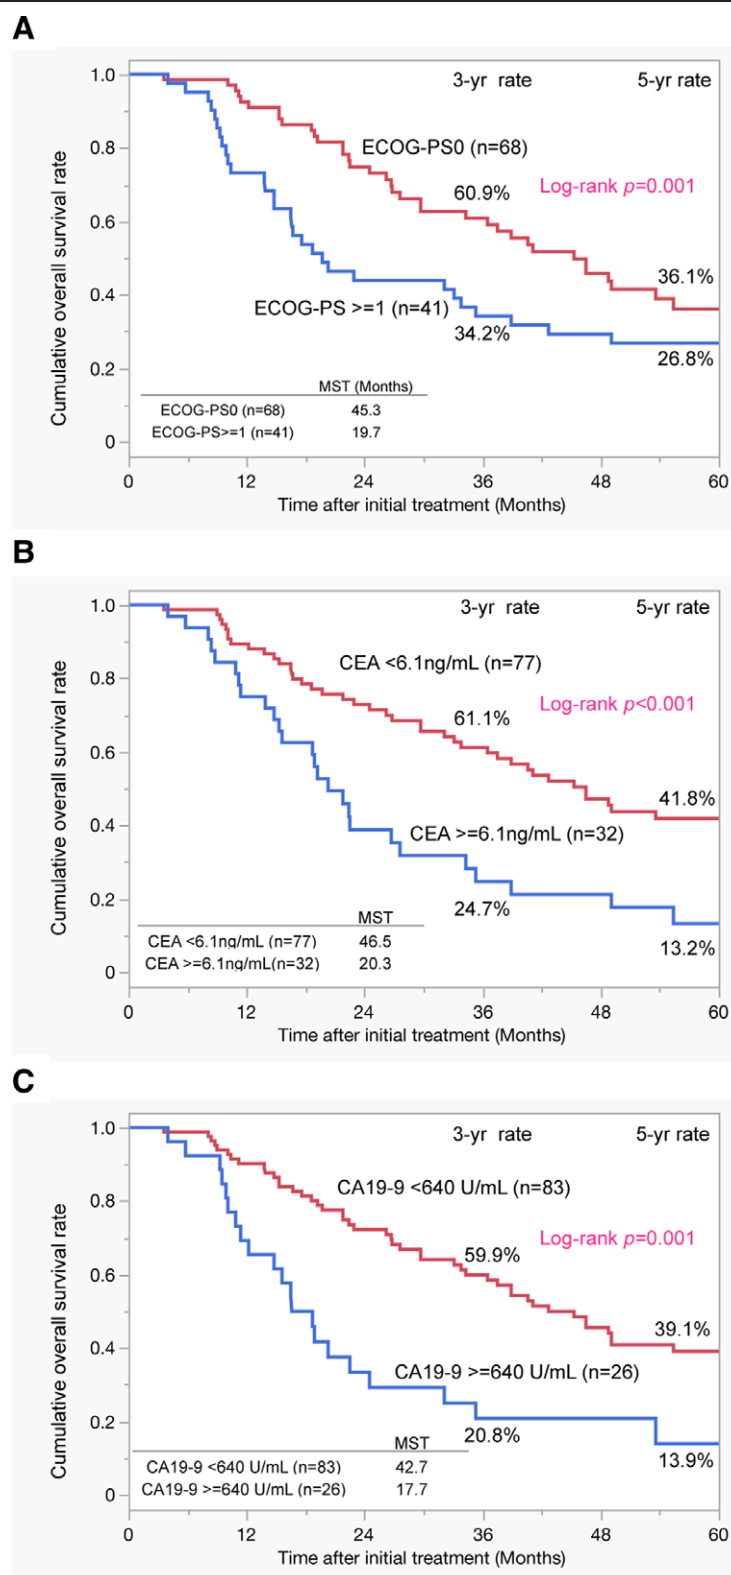 A
3-yr rate 5-yr rate
1.0
ECOG-PS0 (n=68)
0.8
Log-rank p=0.001
60.9%
0.6
36.1%
0.4
ECOG-PS >=1 (n=41)
34.2%
26.8%
0.2
MST (Months)
ECOG-PS0 (n=68) 45.3
ECOG-PS>=1 (n=41) 19.7
0
Cumulative overall survival rate
0 12 24 36 48 60
Time after initial treatment (Months)
B
1.0 3-yr rate 5-yr rate
CEA <6.1ng/mL (n=77)
0.8
Log-rank p<0.001
61.1%
0.6
41.8%
0.4
CEA >=6.1ng/mL (n=32)
0.2
24.7%
MST
13.2%
CEA <6.1ng/mL (n=77) 46.5
CEA >=6.1ng/mL(n=32) 20.3
0
Cumulative overall survival rate
0 12 24 36 48 60
Time after initial treatment (Months)
C
1.0 3-yr rate 5-yr rate
CA19-9 <640 U/mL (n=83)
0.8
Log-rank p=0.001
59.9%
0.6
39.1%
0.4
CA19-9 >=640 U/mL (n=26)
0.2
20.8%
MST
13.9%
CA19-9 <640 U/mL (n=83) 42.7
CA19-9 >=640 U/mL (n=26) 17.7
0
Cumulative overall survival rate
0 12 24 36 48 60
Time after initial treatment (Months)